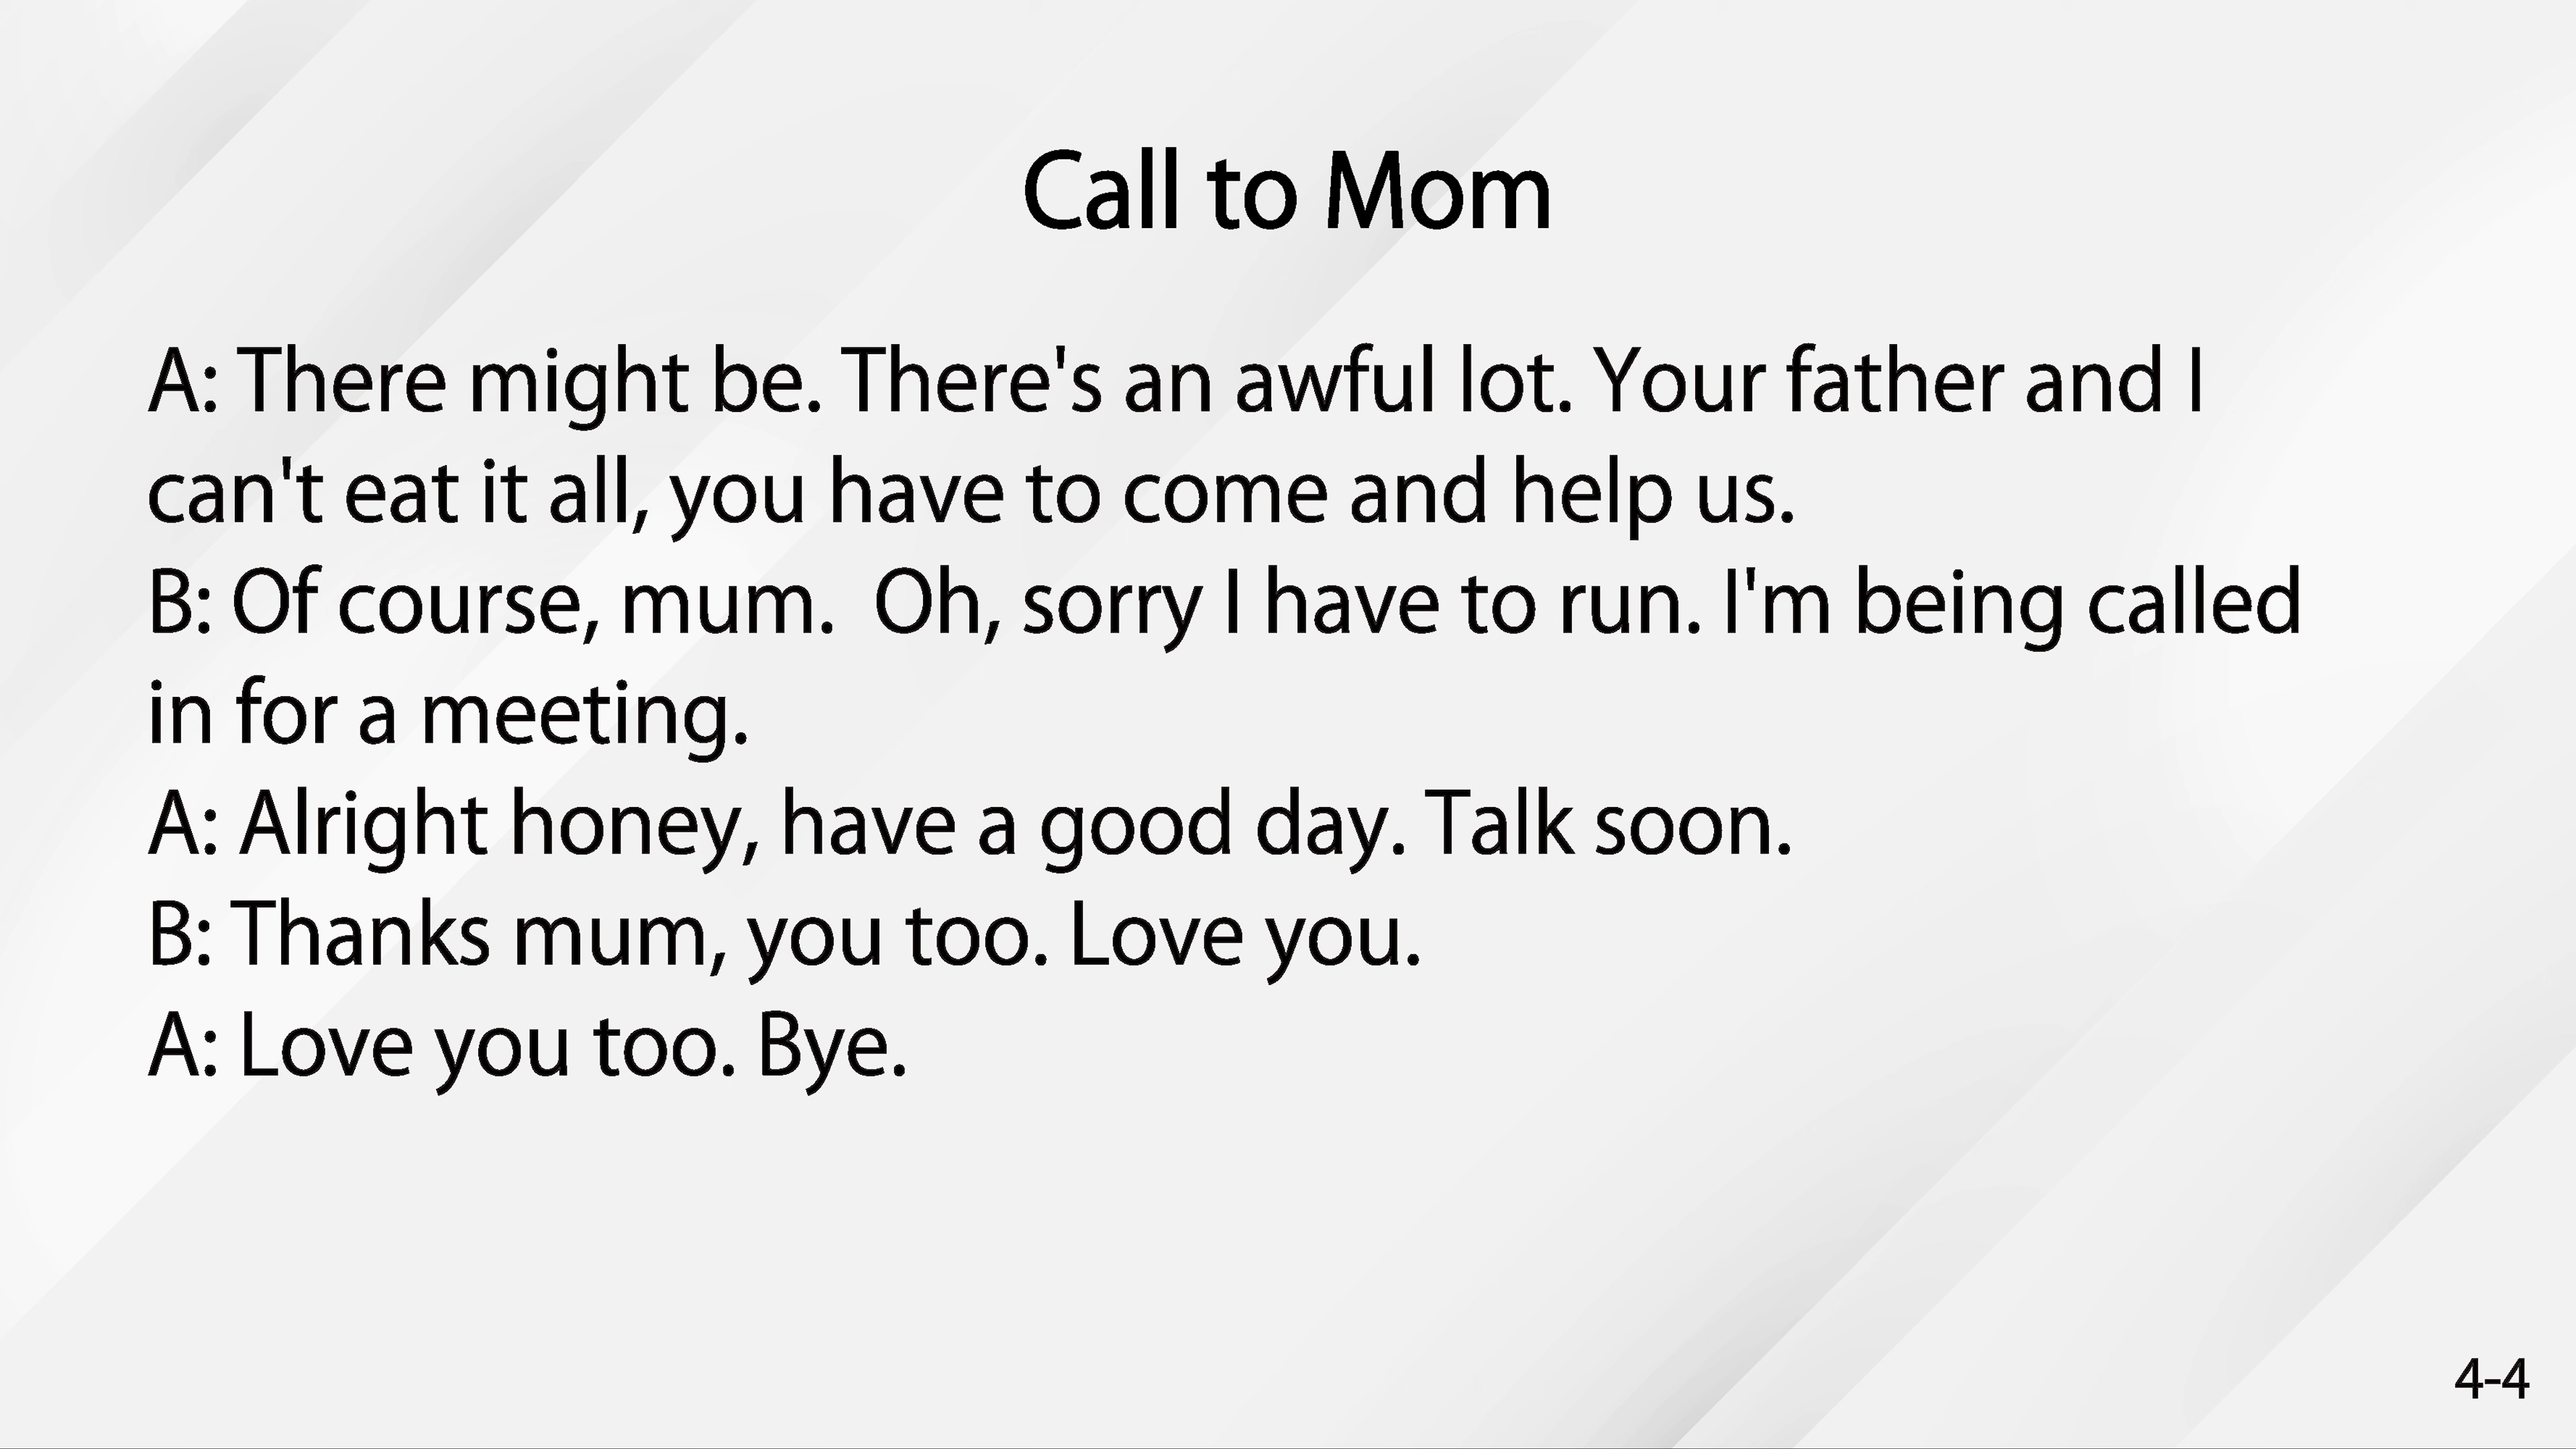 Call to Mom
A: There might be. There's an awful lot. Your father and I
can't eat it all, you have to come and help us.
B: Of course, mum.  Oh, sorry I have to run. I'm being called
in for a meeting.
A: Alright honey, have a good day. Talk soon.
B: Thanks mum, you too. Love you.
A: Love you too. Bye.
4-4